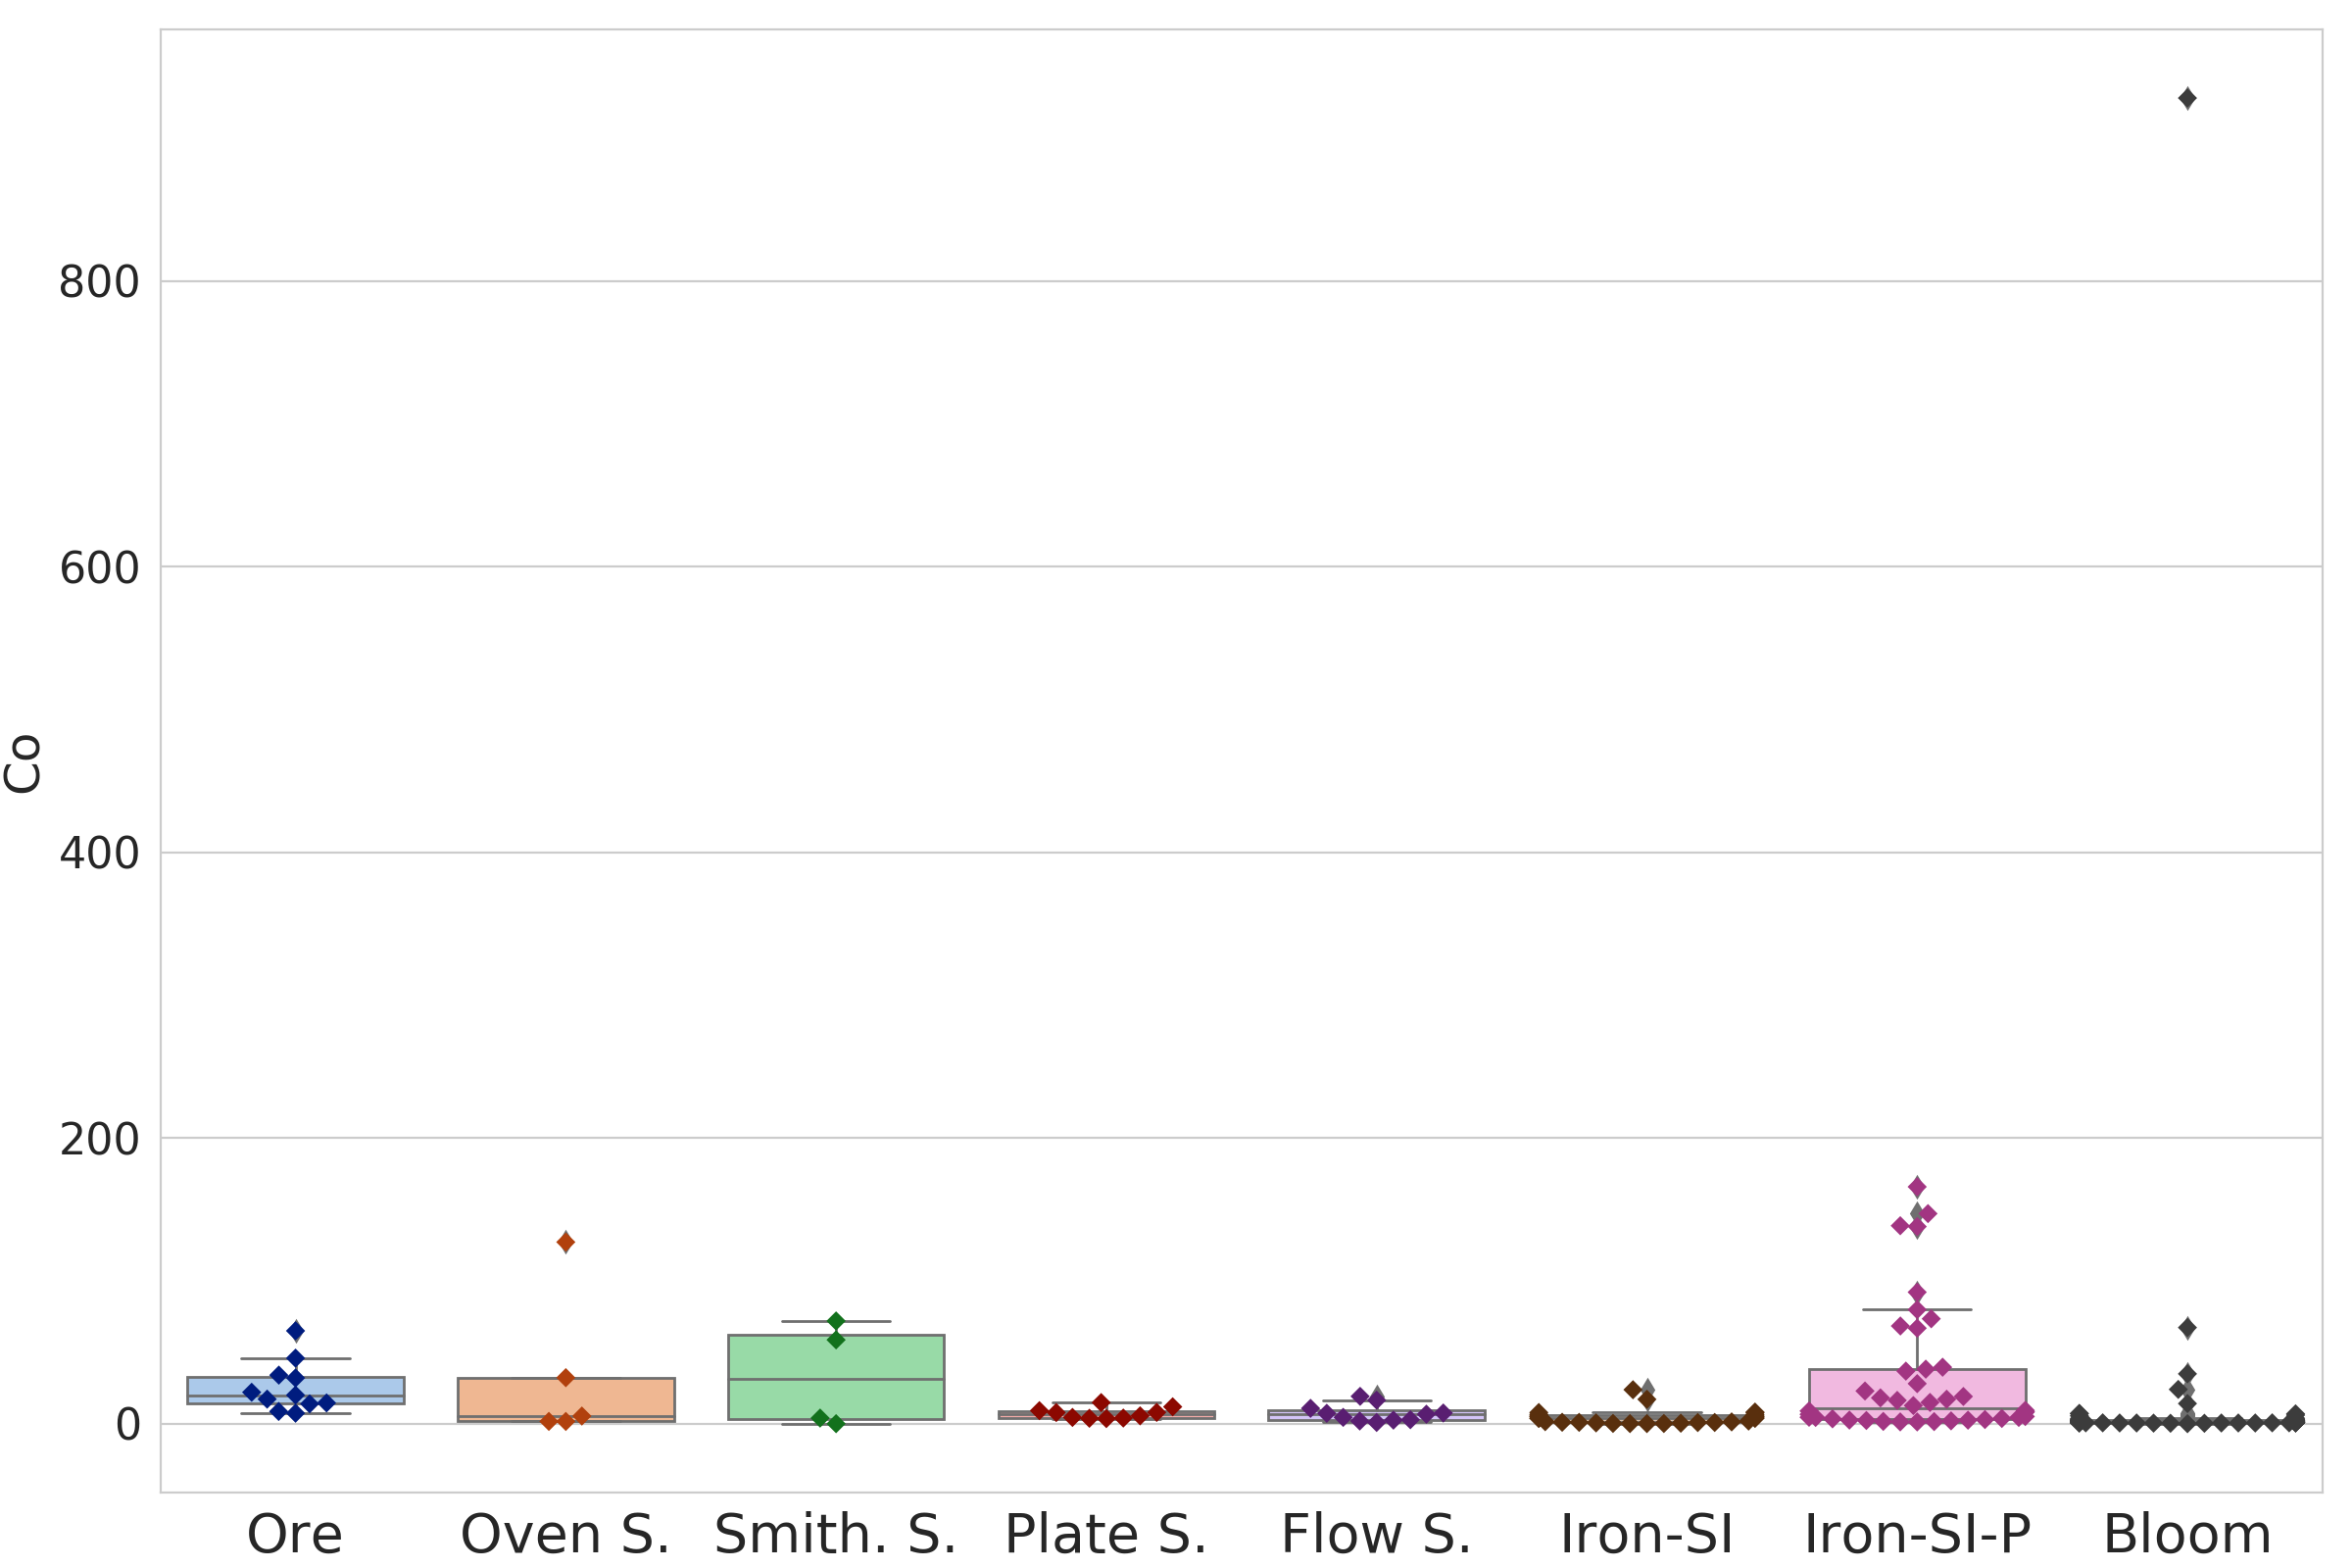 Co
800
600
400
200
0
Ore Oven S. Smith. S. Plate S. Flow S. Iron-SI Iron-SI-P Bloom